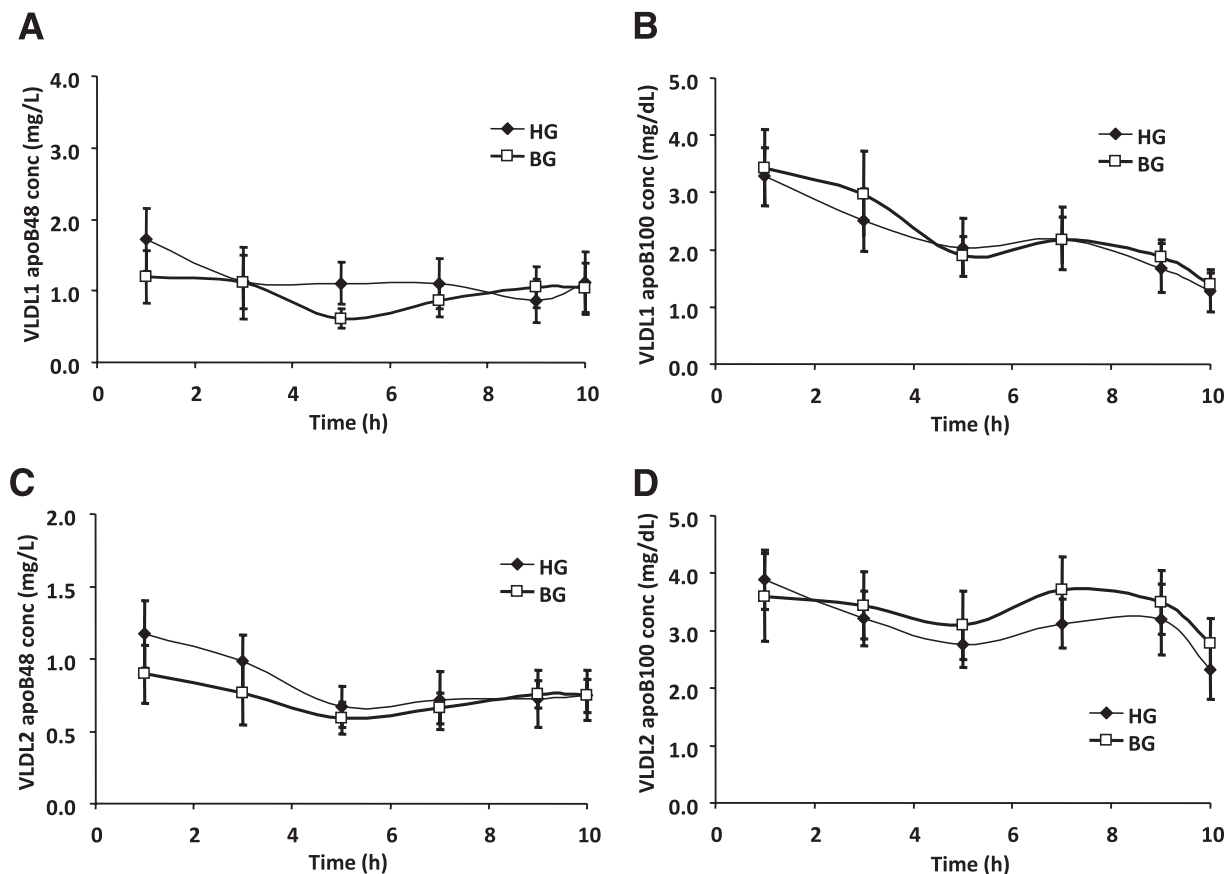 A
VLDL1 apoB48 conc (mg/L)
4.0
3.0
2.0
1.0
0.0
HG
BG
0 2 4 6 8 10
Time (h)
B
VLDL1 apoB100 conc (mg/dL)
5.0
4.0
3.0
2.0
1.0
0.0
HG
BG
0 2 4 6 8 10
Time (h)
C
VLDL2 apoB48 conc (mg/L)
2.0
1.5
1.0
0.5
0.0
HG
BG
0 2 4 6 8 10
Time (h)
D
VLDL2 apoB100 conc (mg/dL)
5.0
4.0
3.0
2.0
1.0
0.0
HG
BG
0 2 4 6 8 10
Time (h)